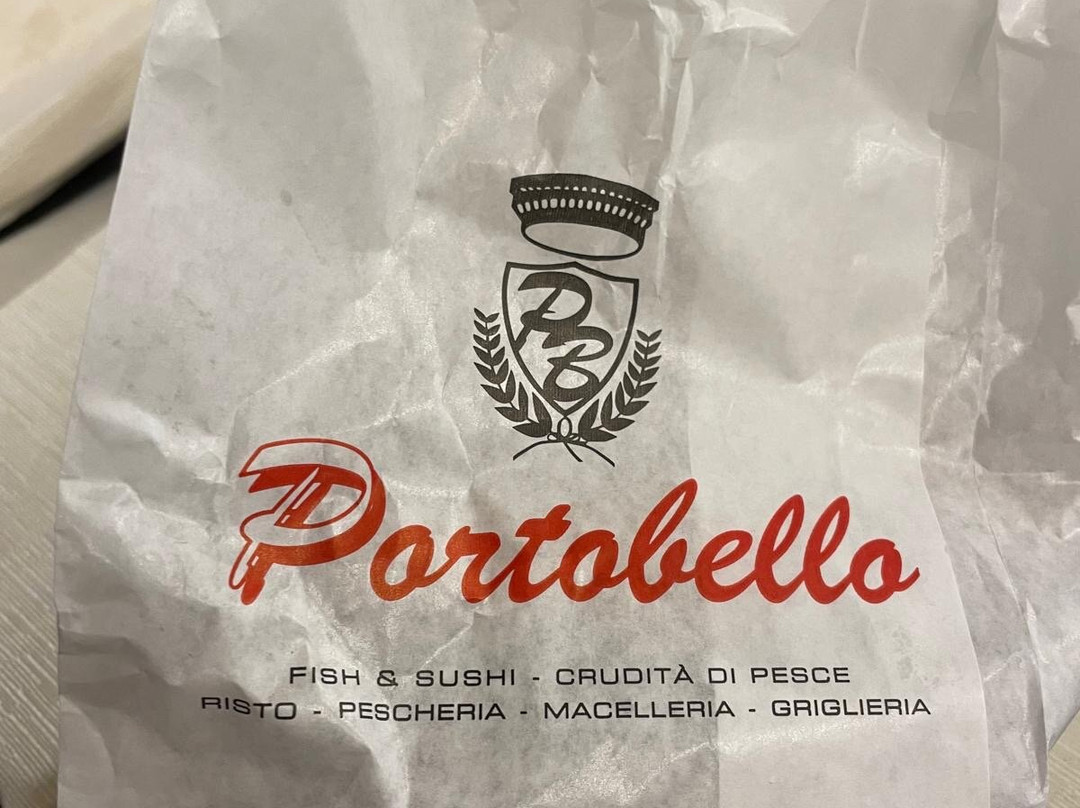 PB
Portobello
FISH & SUSHI - CRUDITÀ DI PESCE
RISTO - PESCHERIA - MACELLERIA - GRIGLIERIA